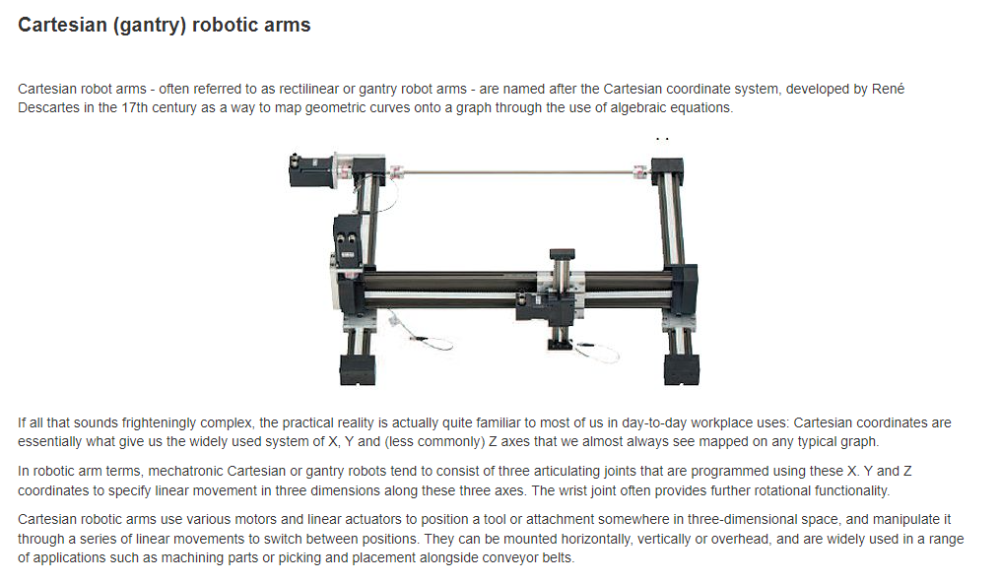 Cartesian (gantry) robotic arms
Cartesian robot arms - often referred to as rectilinear or gantry robot arms - are named after the Cartesian coordinate system, developed by René
Descartes in the 17th century as a way to map geometric curves onto a graph through the use of algebraic equations.
If all that sounds frighteningly complex, the practical reality is actually quite familiar to most of us in day-to-day workplace uses: Cartesian coordinates are
essentially what give us the widely used system of X, Y and (less commonly) Z axes that we almost always see mapped on any typical graph.
In robotic arm terms, mechatronic Cartesian or gantry robots tend to consist of three articulating joints that are programmed using these X. Y and Z
coordinates to specify linear movement in three dimensions along these three axes. The wrist joint often provides further rotational functionality.
Cartesian robotic arms use various motors and linear actuators to position a tool or attachment somewhere in three-dimensional space, and manipulate it
through a series of linear movements to switch between positions. They can be mounted horizontally, vertically or overhead, and are widely used in a range
of applications such as machining parts or picking and placement alongside conveyor belts.